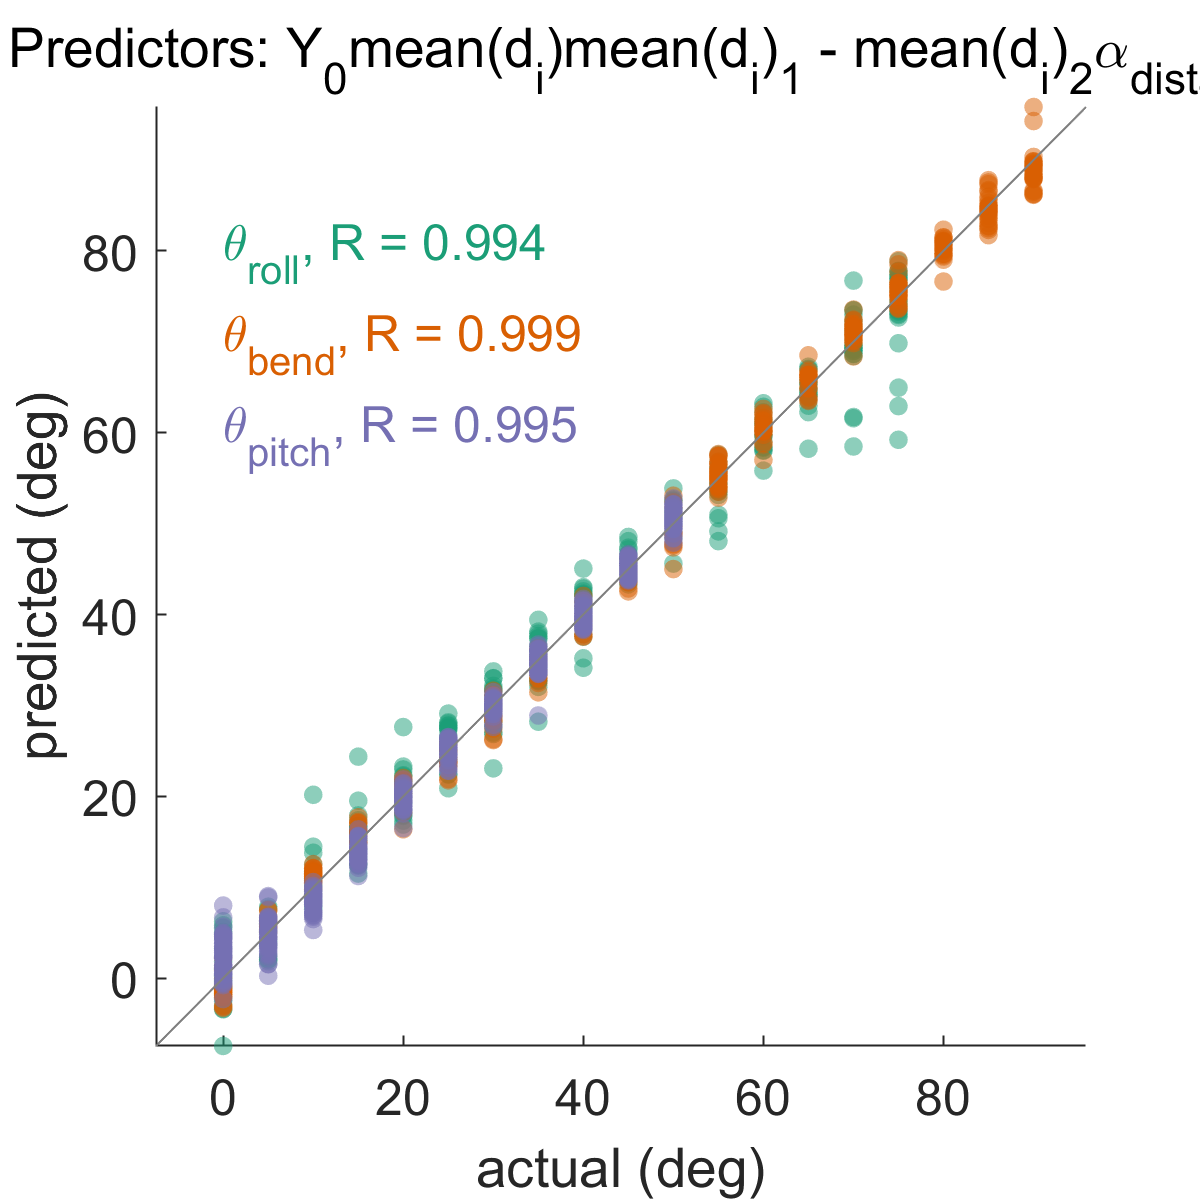 Predictors: Y0mean(di)mean(di)1 - mean(di)2αdist
θroll, R = 0.994
θbend, R = 0.999
θpitch, R = 0.995
80
60
40
20
0
predicted (deg)
0 20 40 60 80
actual (deg)